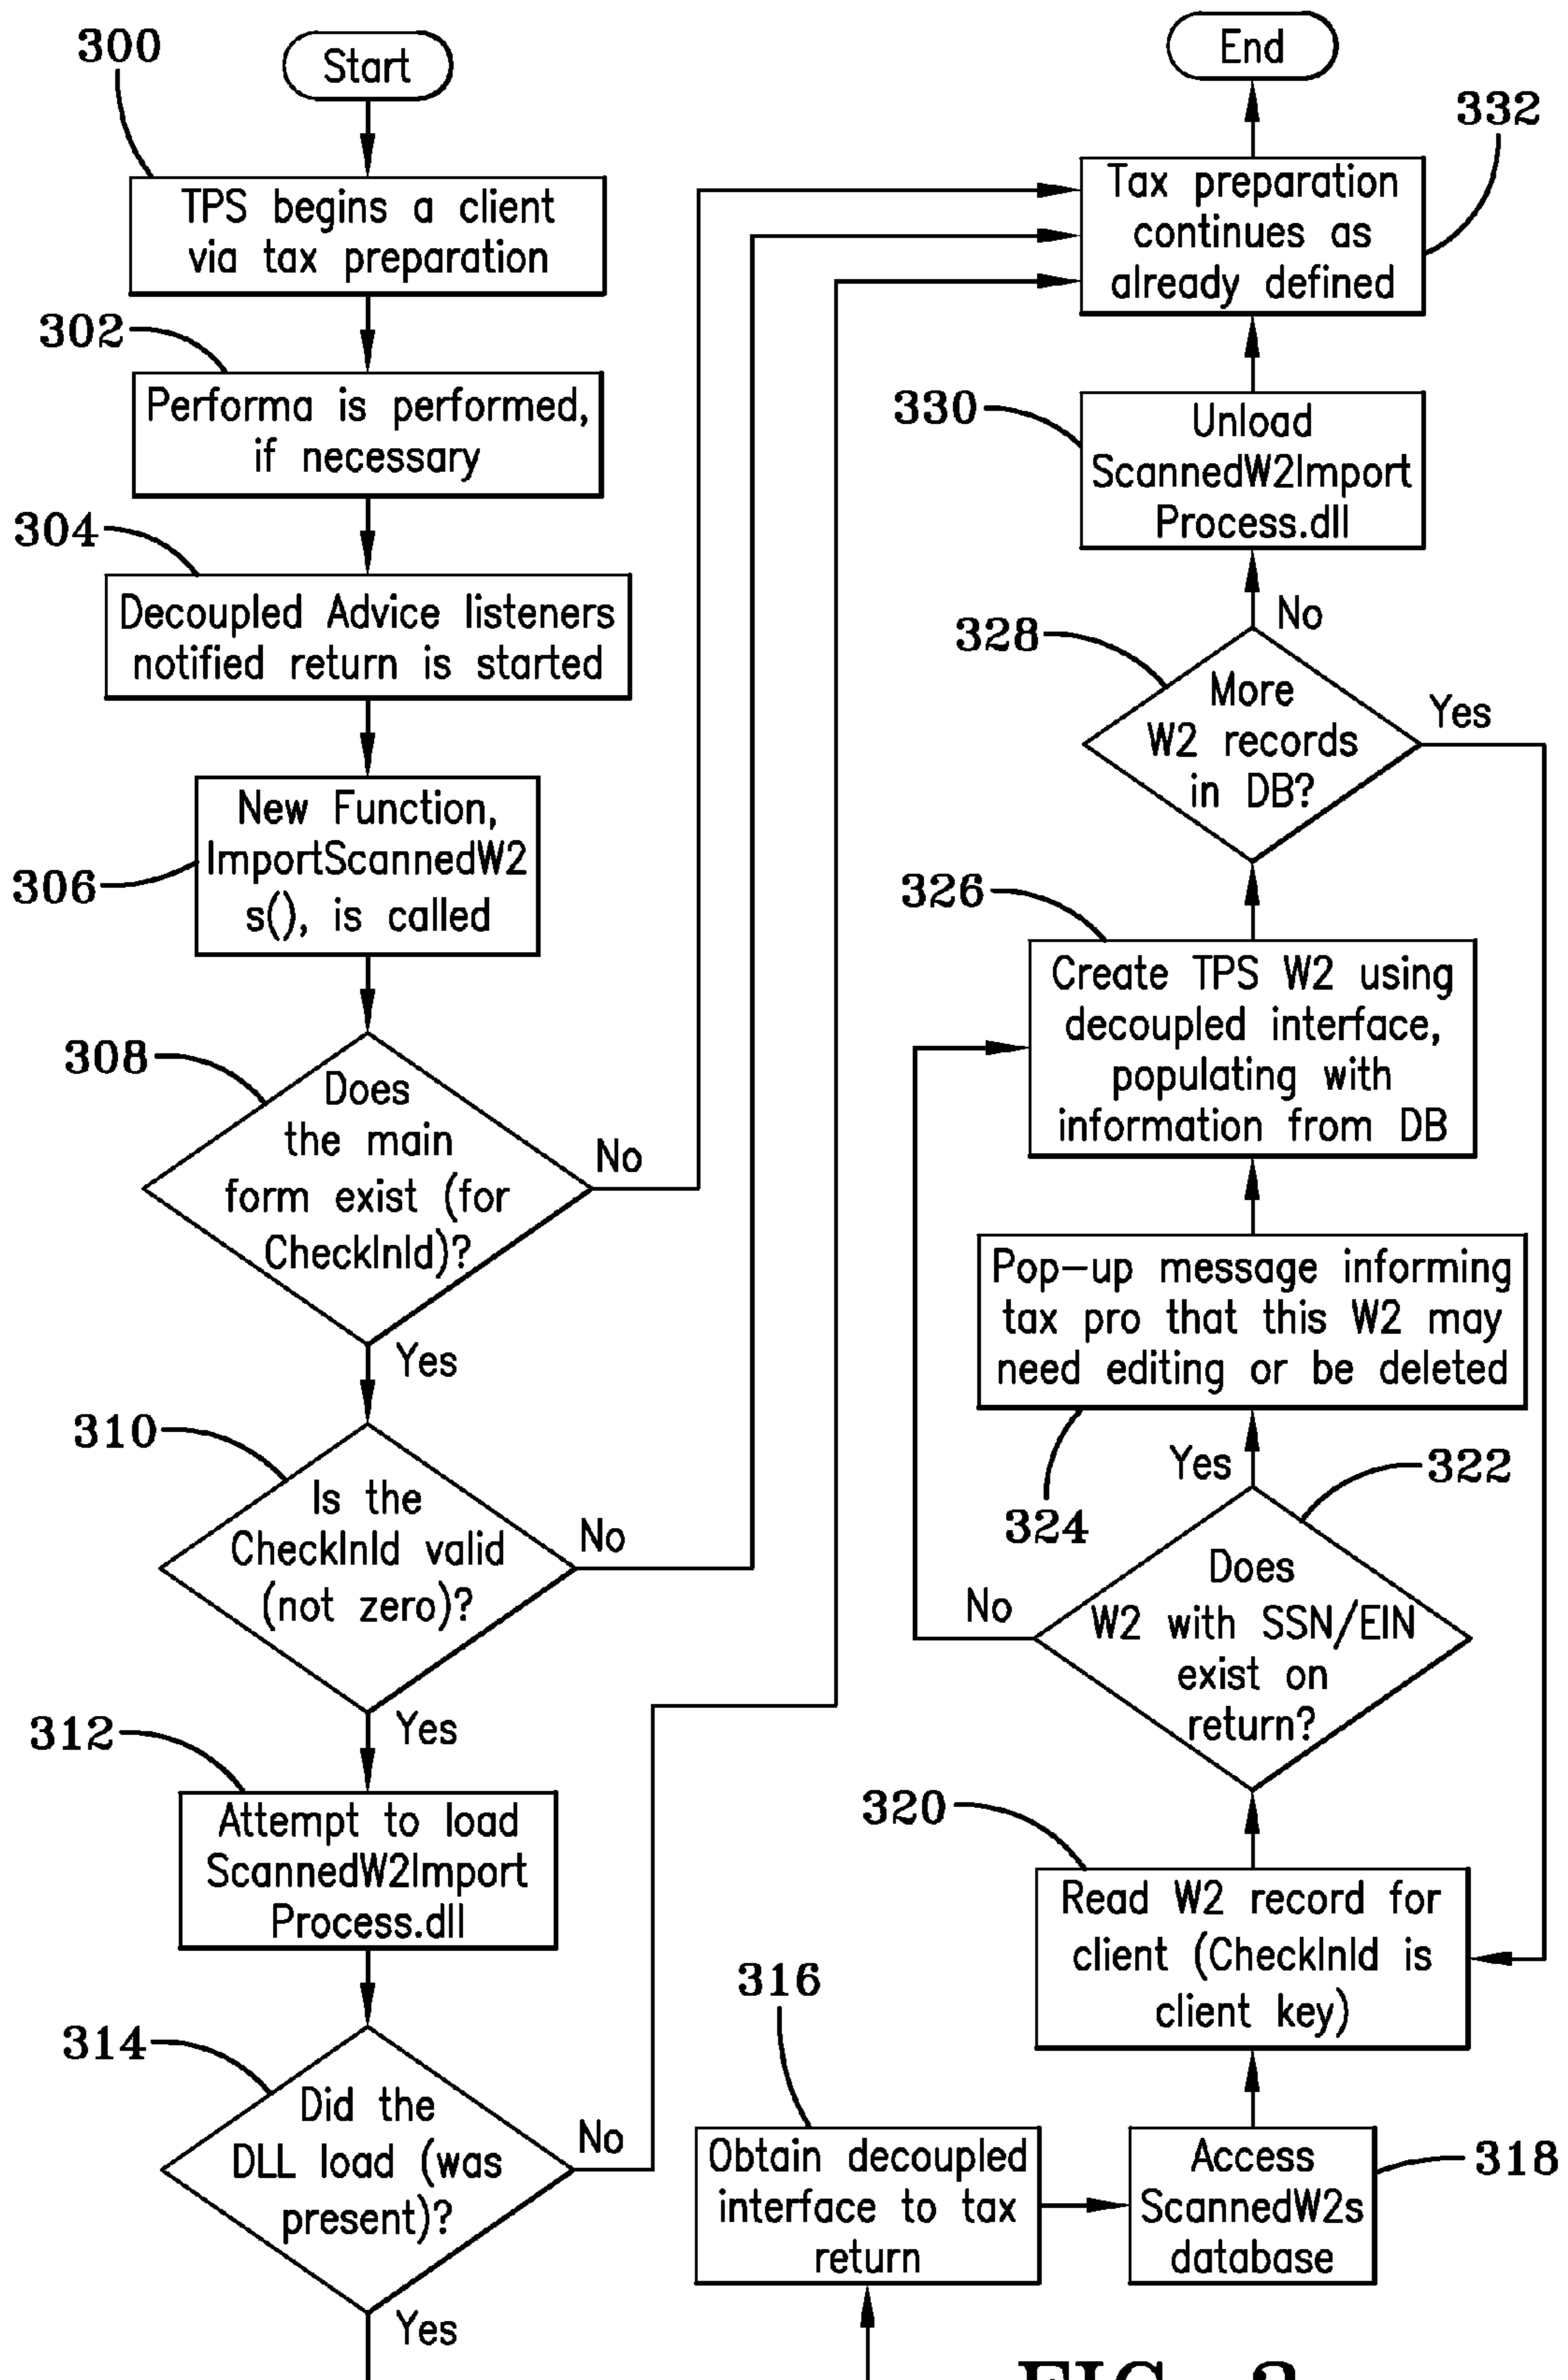 300
Start
TPS begins a client
via tax preparation
302
Performa is performed,
if necessary
304
Decoupled Advice listeners
notified return is started
306
New Function,
ImportScannedW2
s(), is called
308
Does
the main
form exist (for
CheckInId)?
No
Yes
310
Is the
CheckInId valid
(not zero)?
No
Yes
312
Attempt to load
ScannedW2Import
Process.dll
314
Did the
DLL load (was
present)?
No
Yes
316
Obtain decoupled
interface to tax
return
318
Access
ScannedW2s
database
320
Read W2 record for
client (CheckInId is
client key)
322
Does
W2 with SSN/EIN
exist on
return?
No
Yes
324
Pop-up message informing
tax pro that this W2 may
need editing or be deleted
326
Create TPS W2 using
decoupled interface,
populating with
information from DB
328
More
W2 records
in DB?
Yes
No
330
Unload
ScannedW2Import
Process.dll
332
Tax preparation
continues as
already defined
End